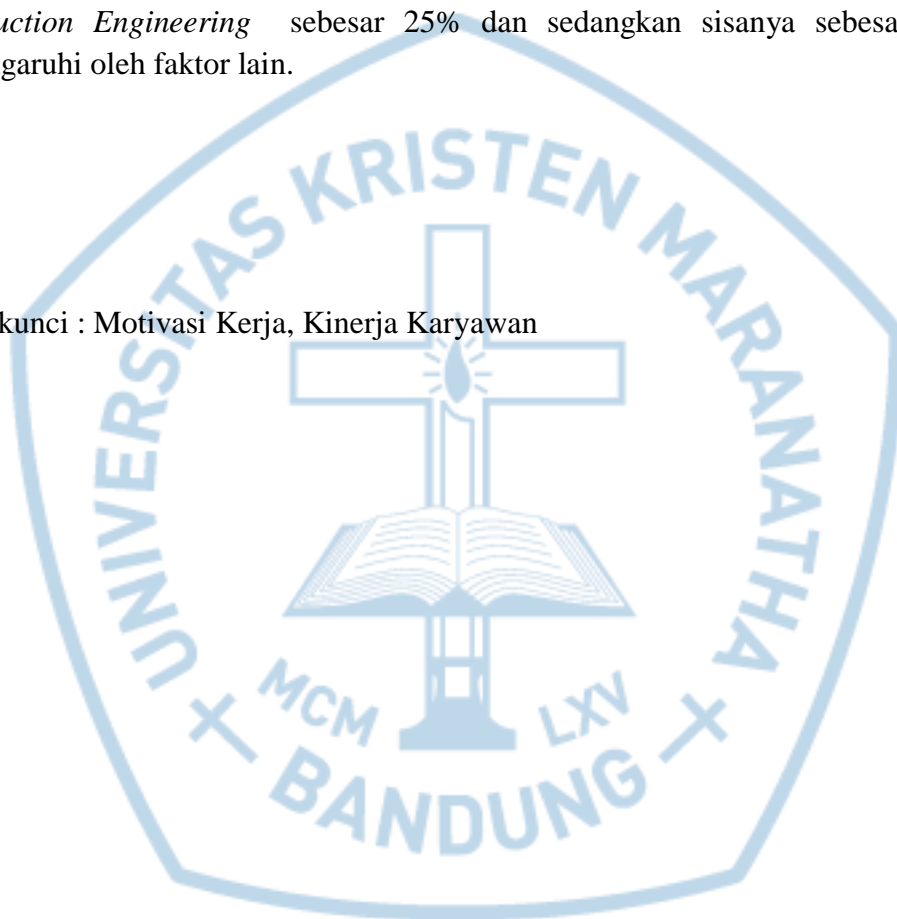 uction Engineering sebesar 25% dan sedangkan sisanya sebesa
garuhi oleh faktor lain.
UNIVERSITAS KRISTEN MARANATHA
kunci : Motivasi Kerja, Kinerja Karyawan
MCM LXV
BANDUNG